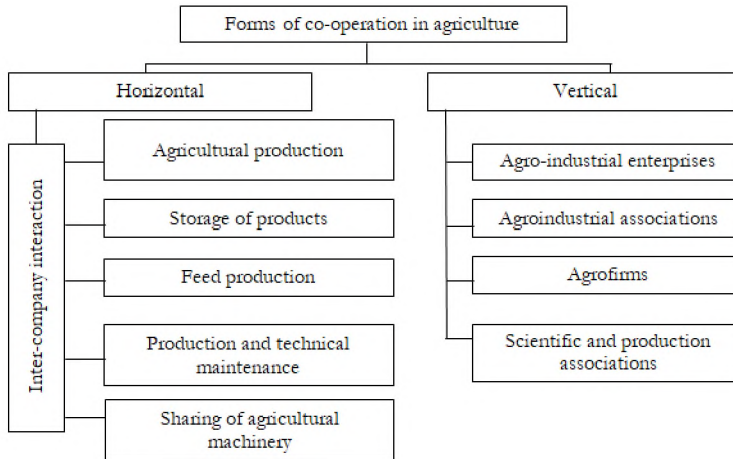 Forms of co-operation in agriculture
Horizontal
Vertical
Inter-company interaction
Agricultural production
Storage of products
Feed production
Production and technical
maintenance
Sharing of agricultural
machinery
Agro-industrial enterprises
Agroindustrial associations
Agrofirms
Scientific and production
associations